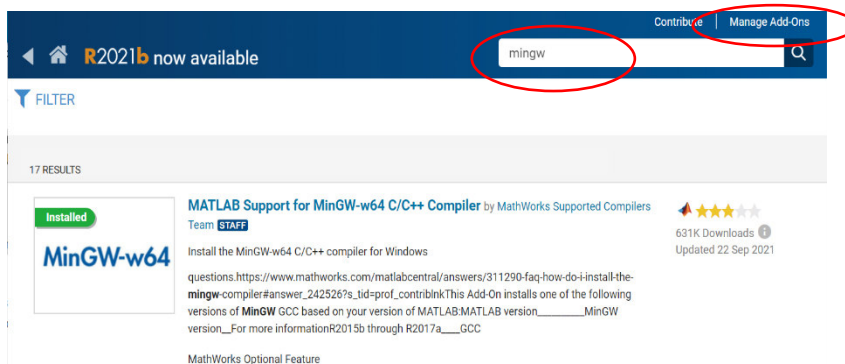 Contribute | Manage Add-Ons
R2021b now available
mingw
FILTER
17 RESULTS
Installed
MinGW-w64
MATLAB Support for MinGW-w64 C/C++ Compiler by MathWorks Supported Compilers
Team STAFF
Install the MinGW-w64 C/C++ compiler for Windows
questions.https://www.mathworks.com/matlabcentral/answers/311290-faq-how-do-i-install-the-
mingw-compiler#answer_242526?s_tid=prof_contriblnkThis Add-On installs one of the following
versions of MinGW GCC based on your version of MATLAB:MATLAB version__________MinGW
version__For more informationR2015b through R2017a____GCC
MathWorks Optional Feature
631K Downloads
Updated 22 Sep 2021